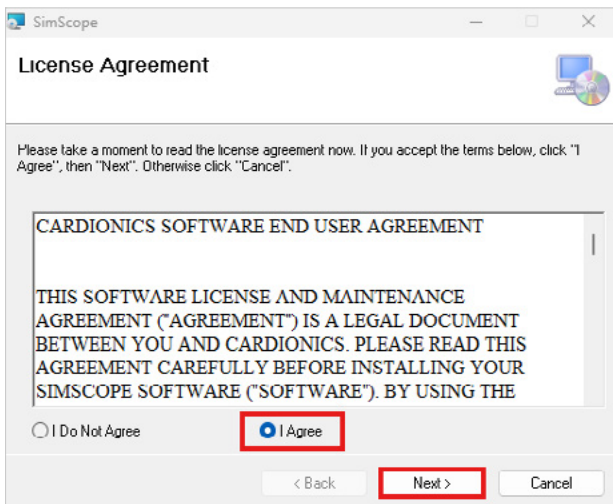 SimScope
License Agreement
Please take a moment to read the license agreement now. If you accept the terms below, click "I
Agree", then "Next". Otherwise click "Cancel".
CARDIONICS SOFTWARE END USER AGREEMENT
THIS SOFTWARE LICENSE AND MAINTENANCE
AGREEMENT ("AGREEMENT") IS A LEGAL DOCUMENT
BETWEEN YOU AND CARDIONICS. PLEASE READ THIS
AGREEMENT CAREFULLY BEFORE INSTALLING YOUR
SIMSCOPE SOFTWARE ("SOFTWARE"). BY USING THE
I Do Not Agree
I Agree
< Back
Next >
Cancel